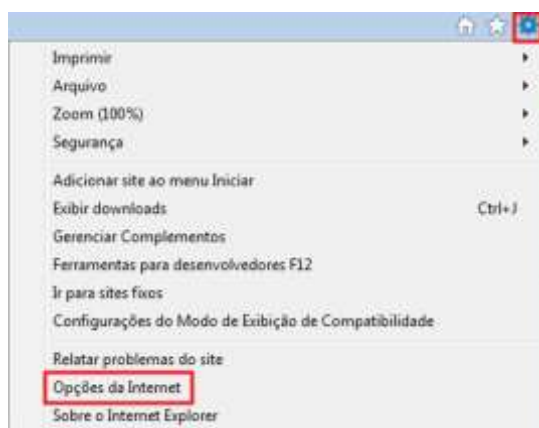 Imprimir
Arquivo
Zoom (100%)
Segurança
Adicionar site ao menu Iniciar
Exibir downloads Ctrl+J
Gerenciar Complementos
Ferramentas para desenvolvedores F12
Ir para sites fixos
Configurações do Modo de Exibição de Compatibilidade
Relatar problemas do site
Opções da Internet
Sobre o Internet Explorer